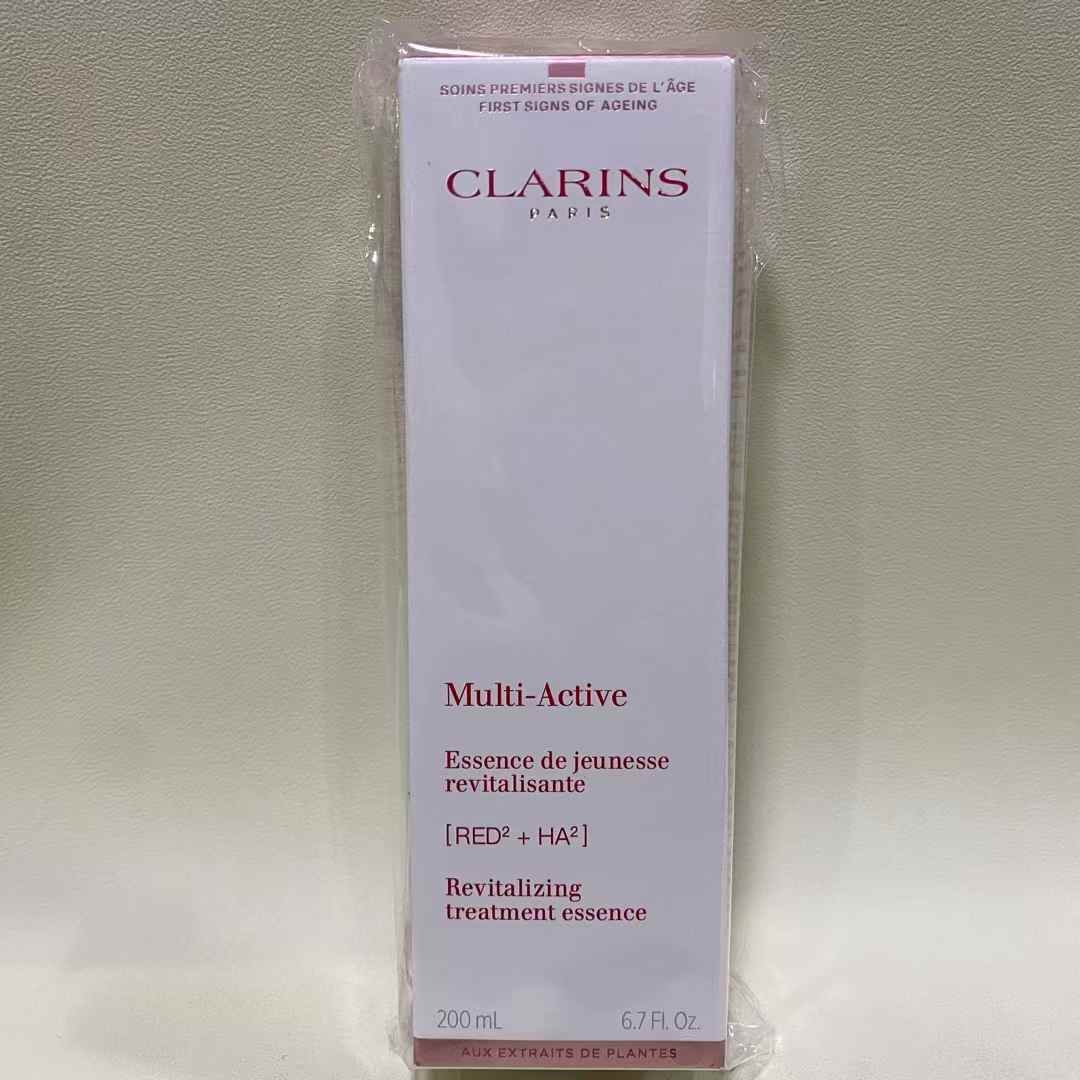 SOINS PREMIERS SIGNES DE L'ÂGE
FIRST SIGNS OF AGEING
CLARINS
PARIS
Multi-Active
Essence de jeunesse
revitalisante
[RED² + HA²]
Revitalizing
treatment essence
200 mL 6.7 Fl. Oz.
AUX EXTRAITS DE PLANTES